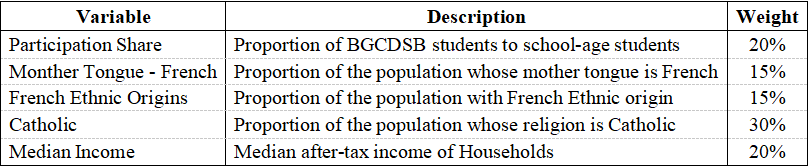 Variable Description Weight
Participation Share Proportion of BGCDSB students to school-age students 20%
Monther Tongue - French Proportion of the population whose mother tongue is French 15%
French Ethnic Origins Proportion of the population with French Ethnic origin 15%
Catholic Proportion of the population whose religion is Catholic 30%
Median Income Median after-tax income of Households 20%